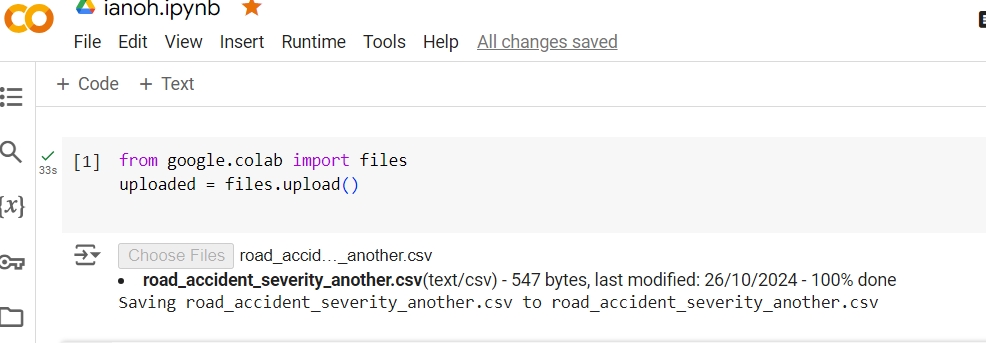 ianoh.ipynb
File Edit View Insert Runtime Tools Help All changes saved
+ Code + Text
[1] from google.colab import files
33s
uploaded = files.upload()
{x}
Choose Files road_accid…_another.csv
• road_accident_severity_another.csv(text/csv) - 547 bytes, last modified: 26/10/2024 - 100% done
Saving road_accident_severity_another.csv to road_accident_severity_another.csv